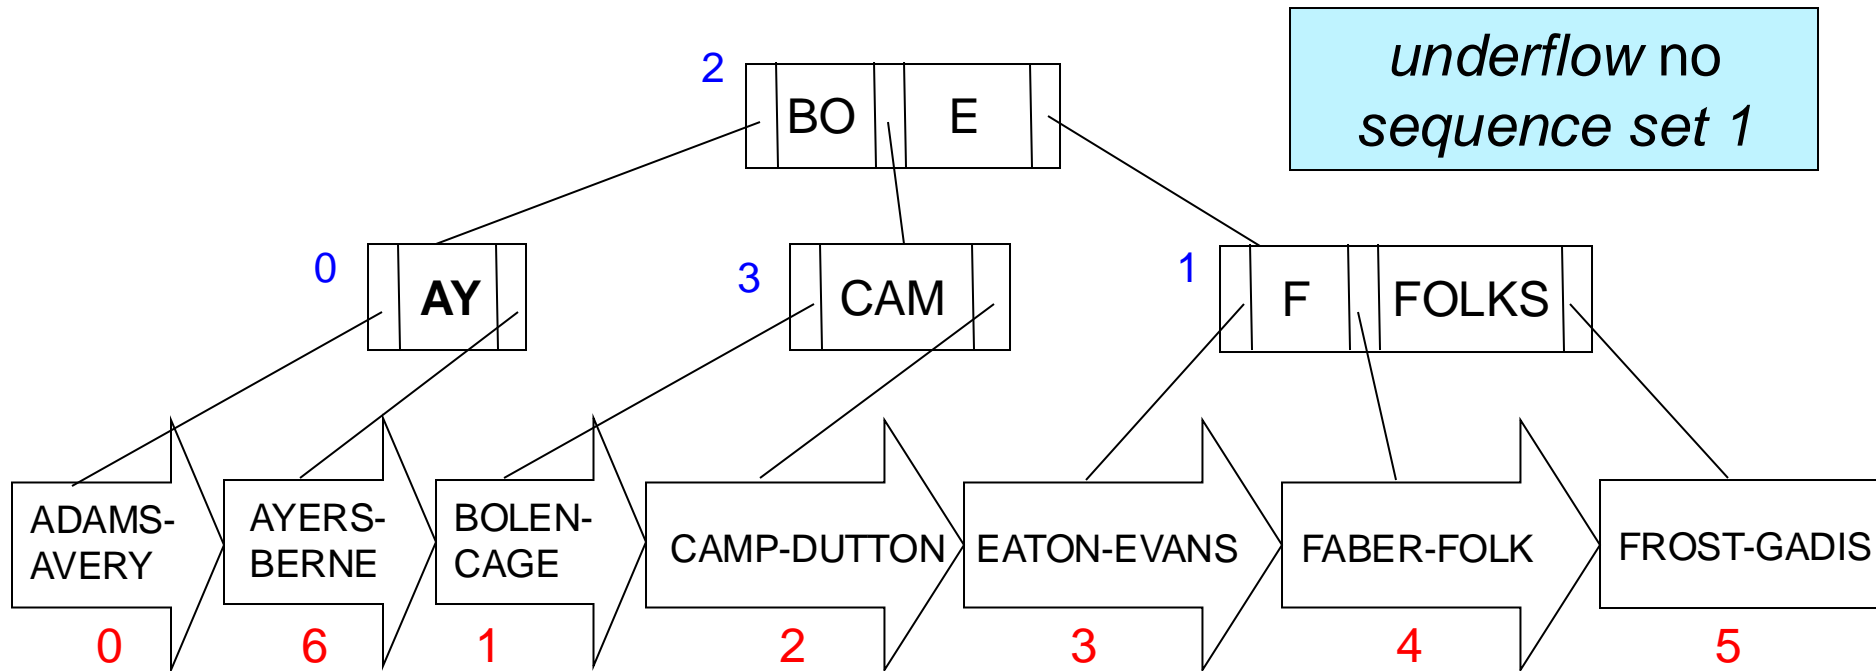 underflow no
sequence set 1
2
BO E
0
AY
3
CAM
1
F FOLKS
ADAMS-
AVERY
AYERS-
BERNE
BOLEN-
CAGE
CAMP-DUTTON
EATON-EVANS
FABER-FOLK
FROST-GADIS
0 6 1 2 3 4 5